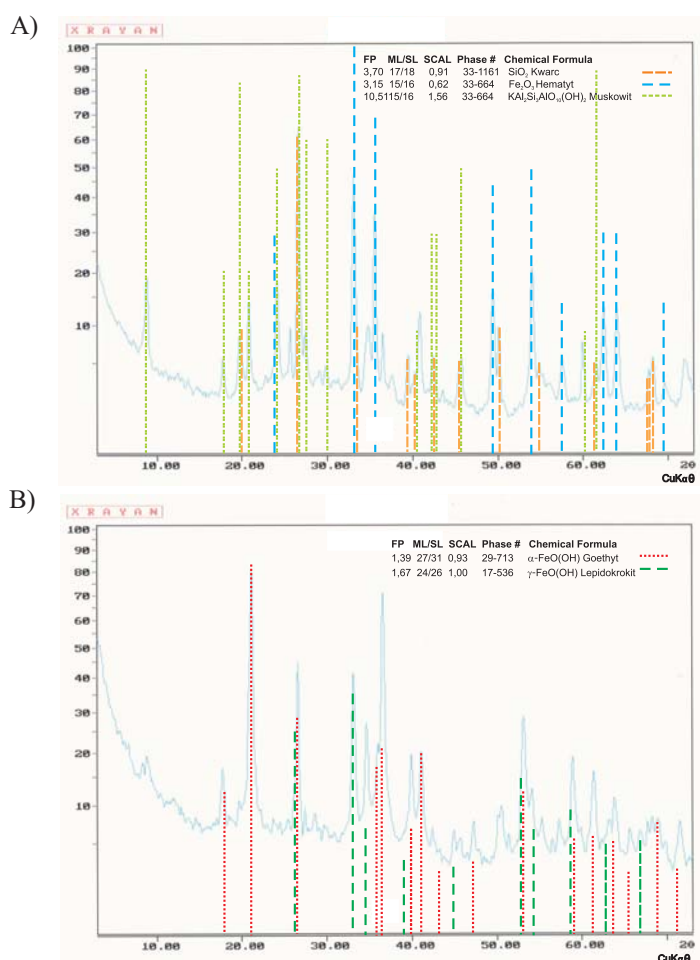 A)
X R A Y A N
FP ML/SL SCAL Phase # Chemical Formula
3,70 17/18 0,91 33-1161 SiO₂ Kwarc
3,15 15/16 0,62 33-664 Fe₂O₃ Hematyt
10,5115/16 1,56 33-664 KAl₂Si₃AlO₁₀(OH)₂ Muskowit
100
90
80
70
60
50
40
30
20
10
10.00 20.00 30.00 40.00 50.00 60.00 20
CuKαθ
B)
X R A Y A N
FP ML/SL SCAL Phase # Chemical Formula
1,39 27/31 0,93 29-713 α-FeO(OH) Goethyt
1,67 24/26 1,00 17-536 γ-FeO(OH) Lepidokrokit
100
90
80
70
60
50
40
30
20
10
10.00 20.00 30.00 40.00 50.00 60.00 20
CuKαθ